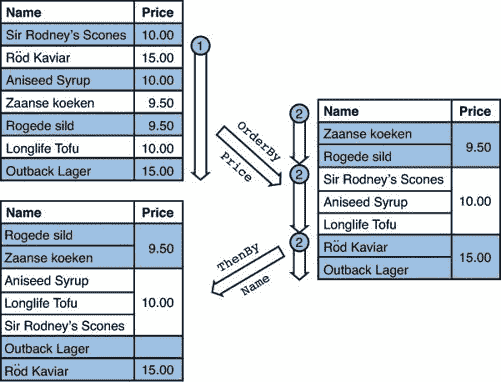 Name Price
Sir Rodney's Scones 10.00
Röd Kaviar 15.00
Aniseed Syrup 10.00
Zaanse koeken 9.50
Rogede sild 9.50
Longlife Tofu 10.00
Outback Lager 15.00
1
OrderBy
Price
2
2
2
Name Price
Zaanse koeken
Rogede sild
9.50
Sir Rodney's Scones
Aniseed Syrup
Longlife Tofu
10.00
Röd Kaviar
Outback Lager
15.00
ThenBy
Name
Name Price
Rogede sild
Zaanse koeken
9.50
Aniseed Syrup
Longlife Tofu
Sir Rodney's Scones
10.00
Outback Lager
Röd Kaviar 15.00